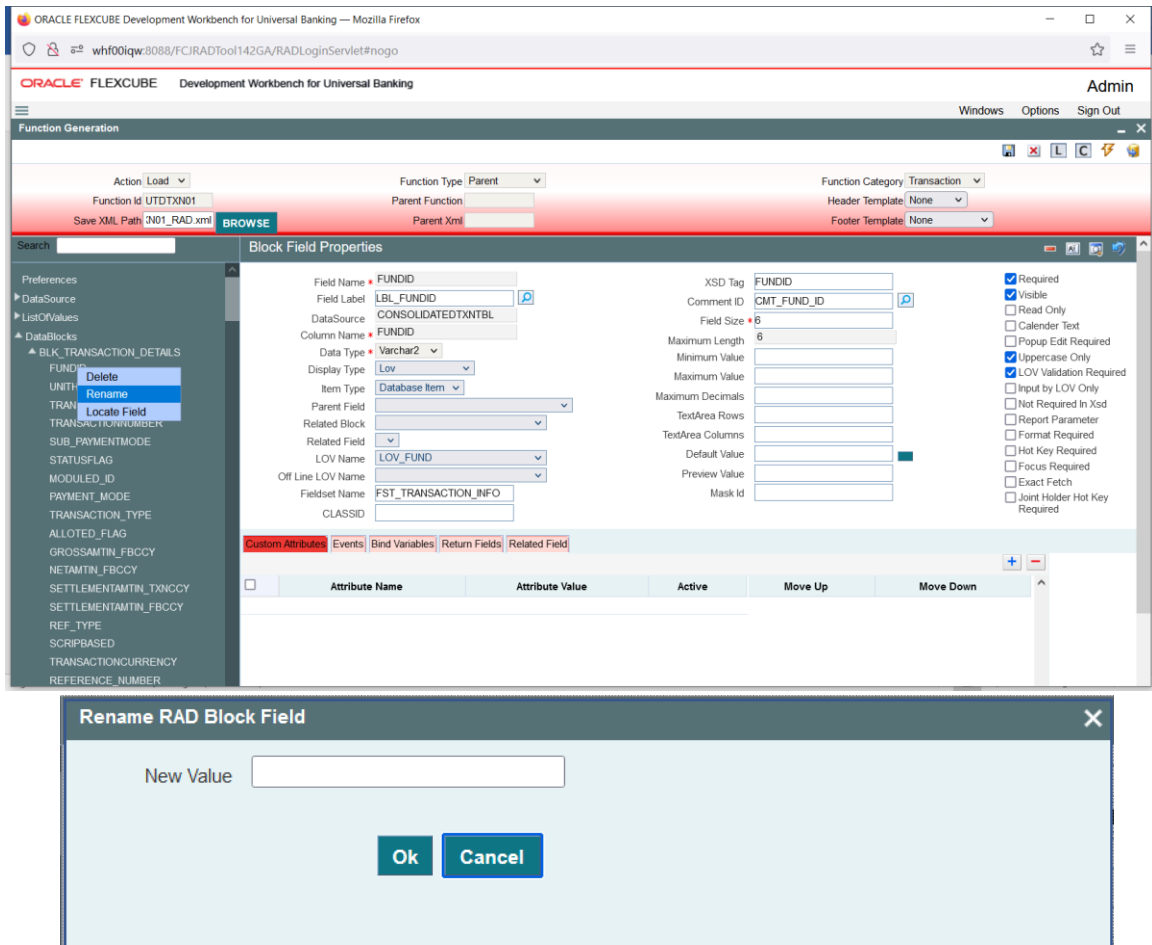 ORACLE FLEXCUBE Development Workbench for Universal Banking — Mozilla Firefox
whf00iqw:8088/FCJRADTool142GA/RADLoginServlet#nogo
ORACLE FLEXCUBE Development Workbench for Universal Banking Admin
Windows Options Sign Out
Function Generation
L C
Action Load Function Type Parent Function Category Transaction
Function Id UTDTXN01 Parent Function Header Template None
Save XML Path XN01_RAD.xml BROWSE Parent Xml Footer Template None
Search Block Field Properties
Preferences
DataSource
ListOfValues
DataBlocks
BLK_TRANSACTION_DETAILS
Delete
Rename
Locate Field
TRANSACTIONNUMBER
SUB_PAYMENTMODE
STATUSFLAG
MODULED_ID
PAYMENT_MODE
TRANSACTION_TYPE
ALLOTED_FLAG
GROSSAMTIN_FBCCY
NETAMTIN_FBCCY
SETTLEMENTAMTIN_TXNCCY
SETTLEMENTAMTIN_FBCCY
REF_TYPE
SCRIPBASED
TRANSACTIONCURRENCY
REFERENCE_NUMBER
Field Name * FUNDID
Field Label LBL_FUNDID
DataSource CONSOLIDATEDTXNTBL
Column Name * FUNDID
Data Type * Varchar2
Display Type Lov
Item Type Database Item
Parent Field
Related Block
Related Field
LOV Name LOV_FUND
Off Line LOV Name
Fieldset Name FST_TRANSACTION_INFO
CLASSID
XSD Tag FUNDID
Comment ID CMT_FUND_ID
Field Size * 6
Maximum Length 6
Minimum Value
Maximum Value
Maximum Decimals
TextArea Rows
TextArea Columns
Default Value
Preview Value
Mask Id
Required
Visible
Read Only
Calender Text
Popup Edit Required
Uppercase Only
LOV Validation Required
Input by LOV Only
Not Required In Xsd
Report Parameter
Format Required
Hot Key Required
Focus Required
Exact Fetch
Joint Holder Hot Key
Required
Custom Attributes Events Bind Variables Return Fields Related Field
Attribute Name Attribute Value Active Move Up Move Down
Rename RAD Block Field
New Value
Ok Cancel